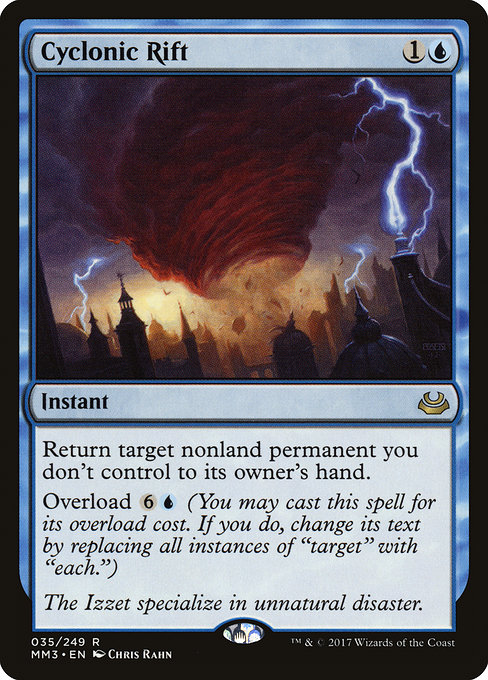 Cyclonic Rift 1
Instant
Return target nonland permanent you
don't control to its owner's hand.
Overload 6 (You may cast this spell for
its overload cost. If you do, change its text
by replacing all instances of “target” with
“each.”)
The Izzet specialize in unnatural disaster.
035/249 R
MM3 • EN Chris Rahn
™ & © 2017 Wizards of the Coast